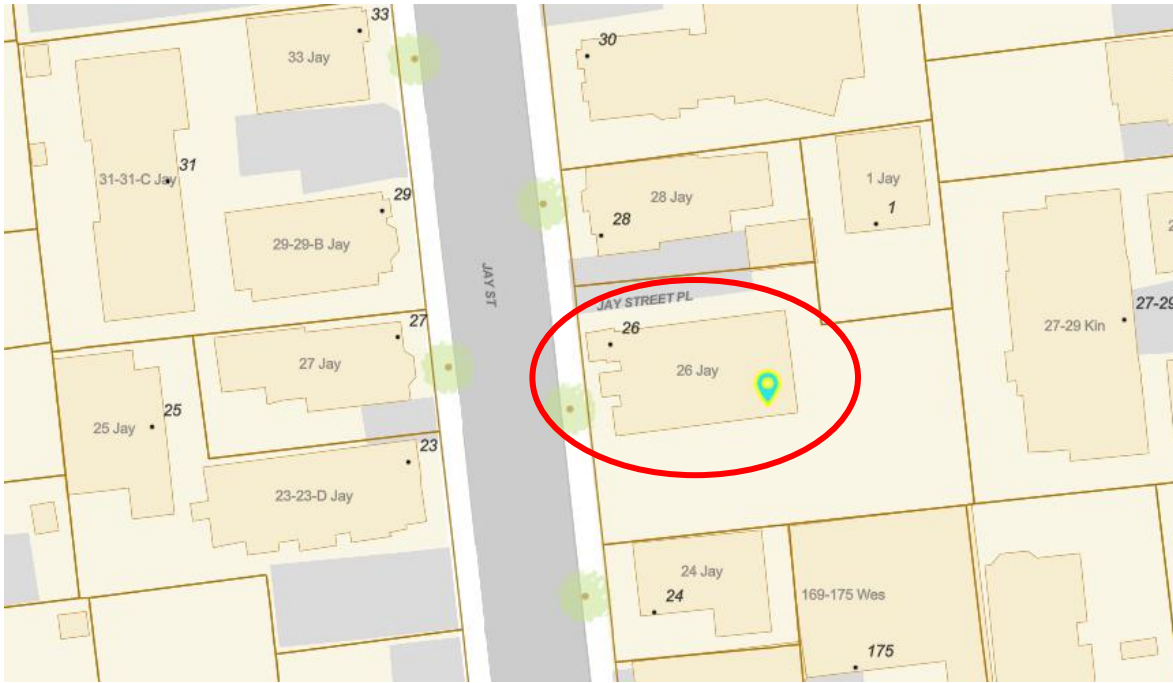 33
33 Jay
30
31
31-31-C Jay
29
29-29-B Jay
28 Jay
28
1 Jay
1
JAY ST
JAY STREET PL
27
27 Jay
26
26 Jay
27-29
27-29 Kin
25
25 Jay
23
23-23-D Jay
24 Jay
24
169-175 Wes
175